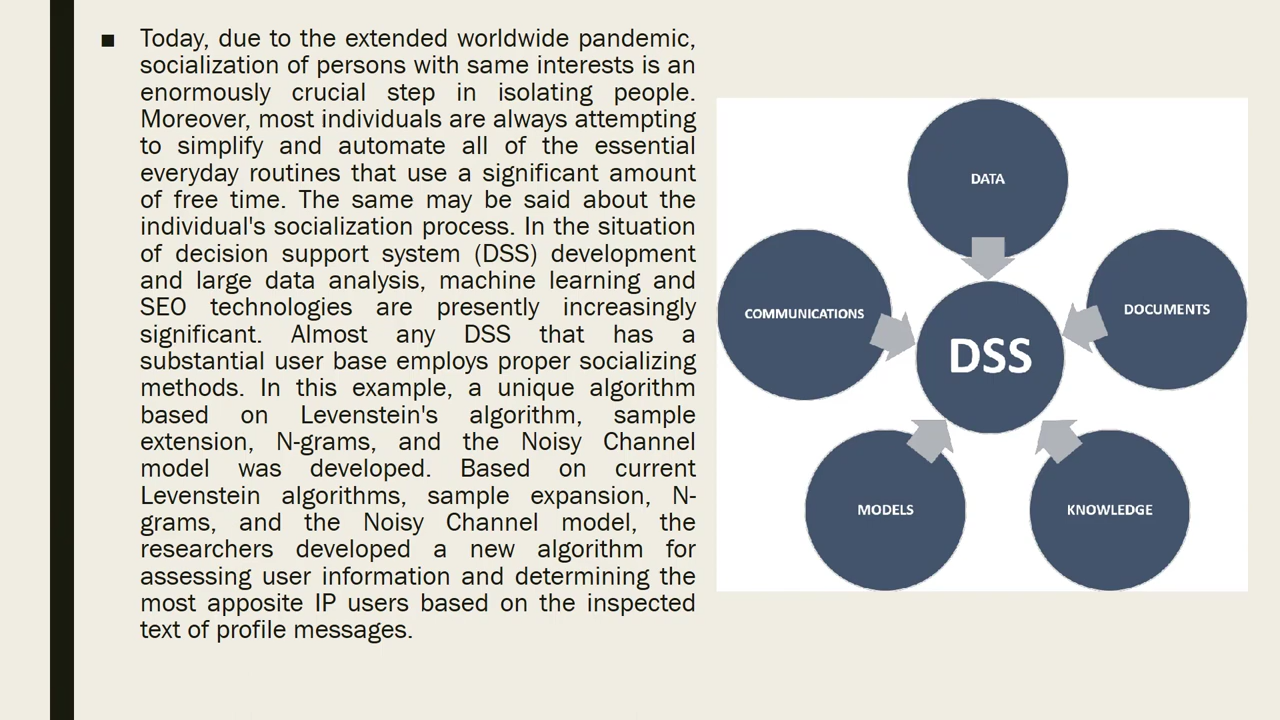 ■ Today, due to the extended worldwide pandemic,
socialization of persons with same interests is an
enormously crucial step in isolating people.
Moreover, most individuals are always attempting
to simplify and automate all of the essential
everyday routines that use a significant amount
of free time. The same may be said about the
individual's socialization process. In the situation
of decision support system (DSS) development
and large data analysis, machine learning and
SEO technologies are presently increasingly
significant. Almost any DSS that has a
substantial user base employs proper socializing
methods. In this example, a unique algorithm
based on Levenstein's algorithm, sample
extension, N-grams, and the Noisy Channel
model was developed. Based on current
Levenstein algorithms, sample expansion, N-
grams, and the Noisy Channel model, the
researchers developed a new algorithm for
assessing user information and determining the
most apposite IP users based on the inspected
text of profile messages.
DATA
COMMUNICATIONS
DOCUMENTS
DSS
MODELS
KNOWLEDGE